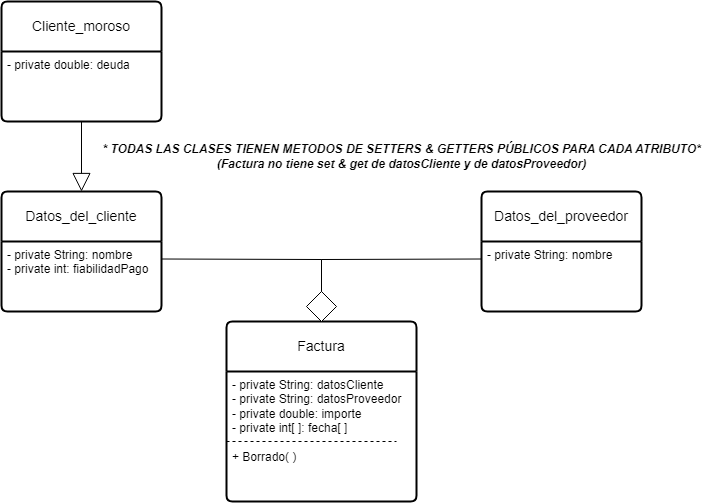 Cliente_moroso
- private double: deuda
* TODAS LAS CLASES TIENEN METODOS DE SETTERS & GETTERS PÚBLICOS PARA CADA ATRIBUTO*
(Factura no tiene set & get de datosCliente y de datosProveedor)
Datos_del_cliente
- private String: nombre
- private int: fiabilidadPago
Datos_del_proveedor
- private String: nombre
Factura
- private String: datosCliente
- private String: datosProveedor
- private double: importe
- private int[ ]: fecha[ ]
+ Borrado( )